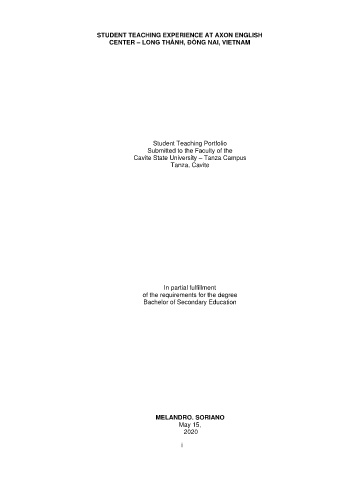 STUDENT TEACHING EXPERIENCE AT AXON ENGLISH
CENTER – LONG THÀNH, ĐỒNG NAI, VIETNAM
Student Teaching Portfolio
Submitted to the Faculty of the
Cavite State University – Tanza Campus
Tanza, Cavite
In partial fulfillment
of the requirements for the degree
Bachelor of Secondary Education
MELANDRO. SORIANO
May 15,
2020
i